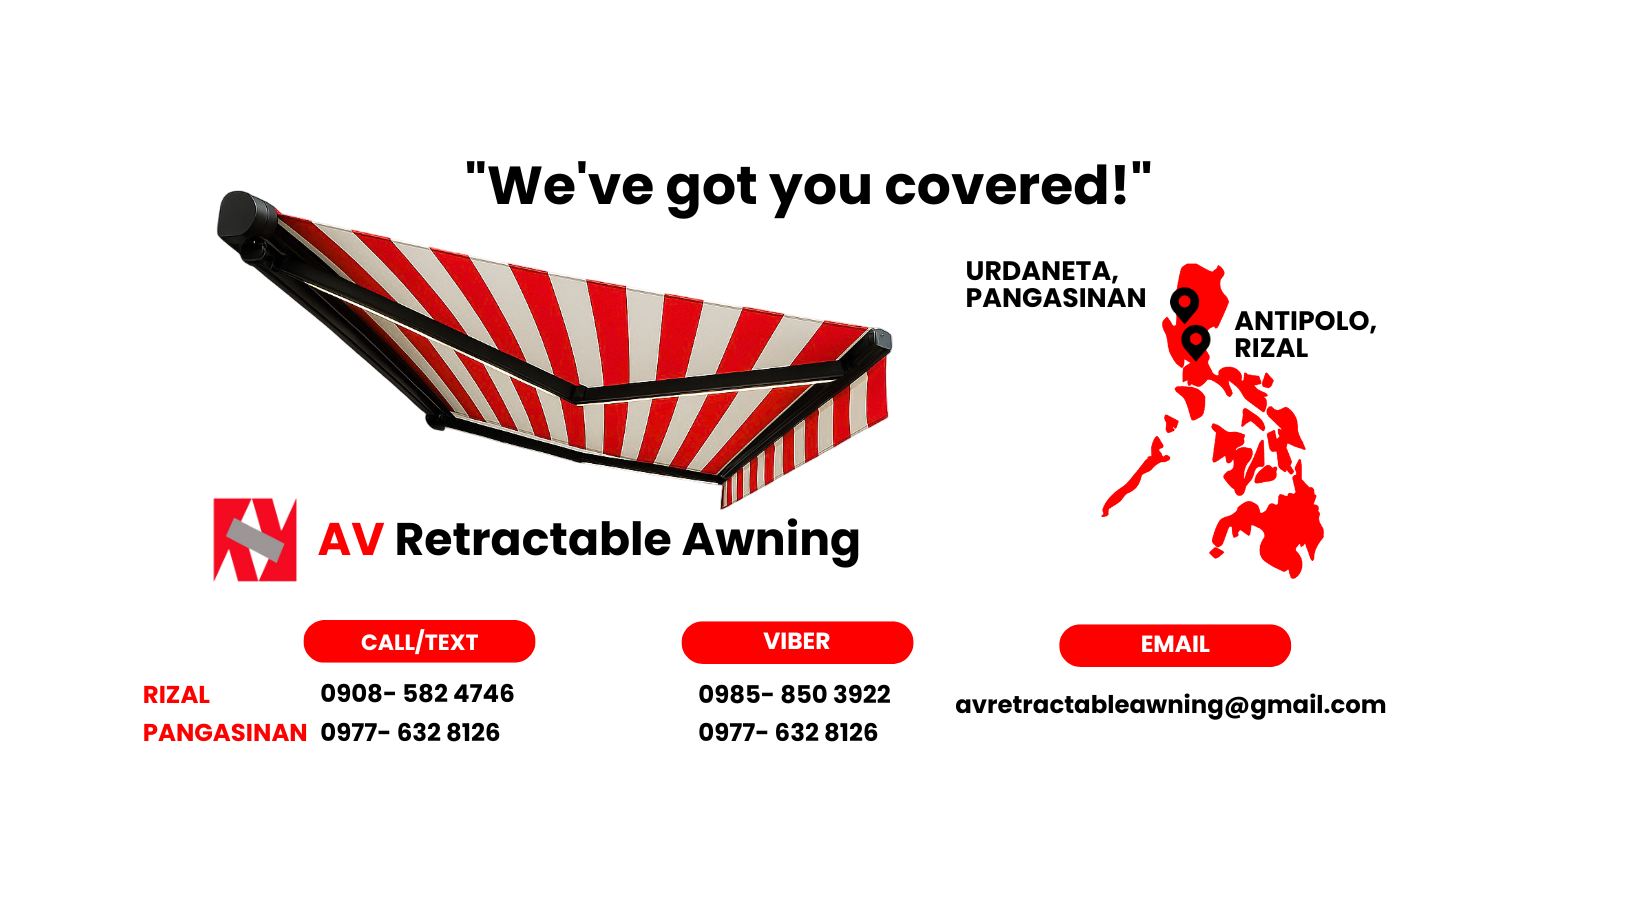 "We've got you covered!"
URDANETA,
PANGASINAN
ANTIPOLO,
RIZAL
AV Retractable Awning
CALL/TEXT
VIBER
EMAIL
RIZAL 0908- 582 4746 0985- 850 3922
avretractableawning@gmail.com
PANGASINAN 0977- 632 8126 0977- 632 8126